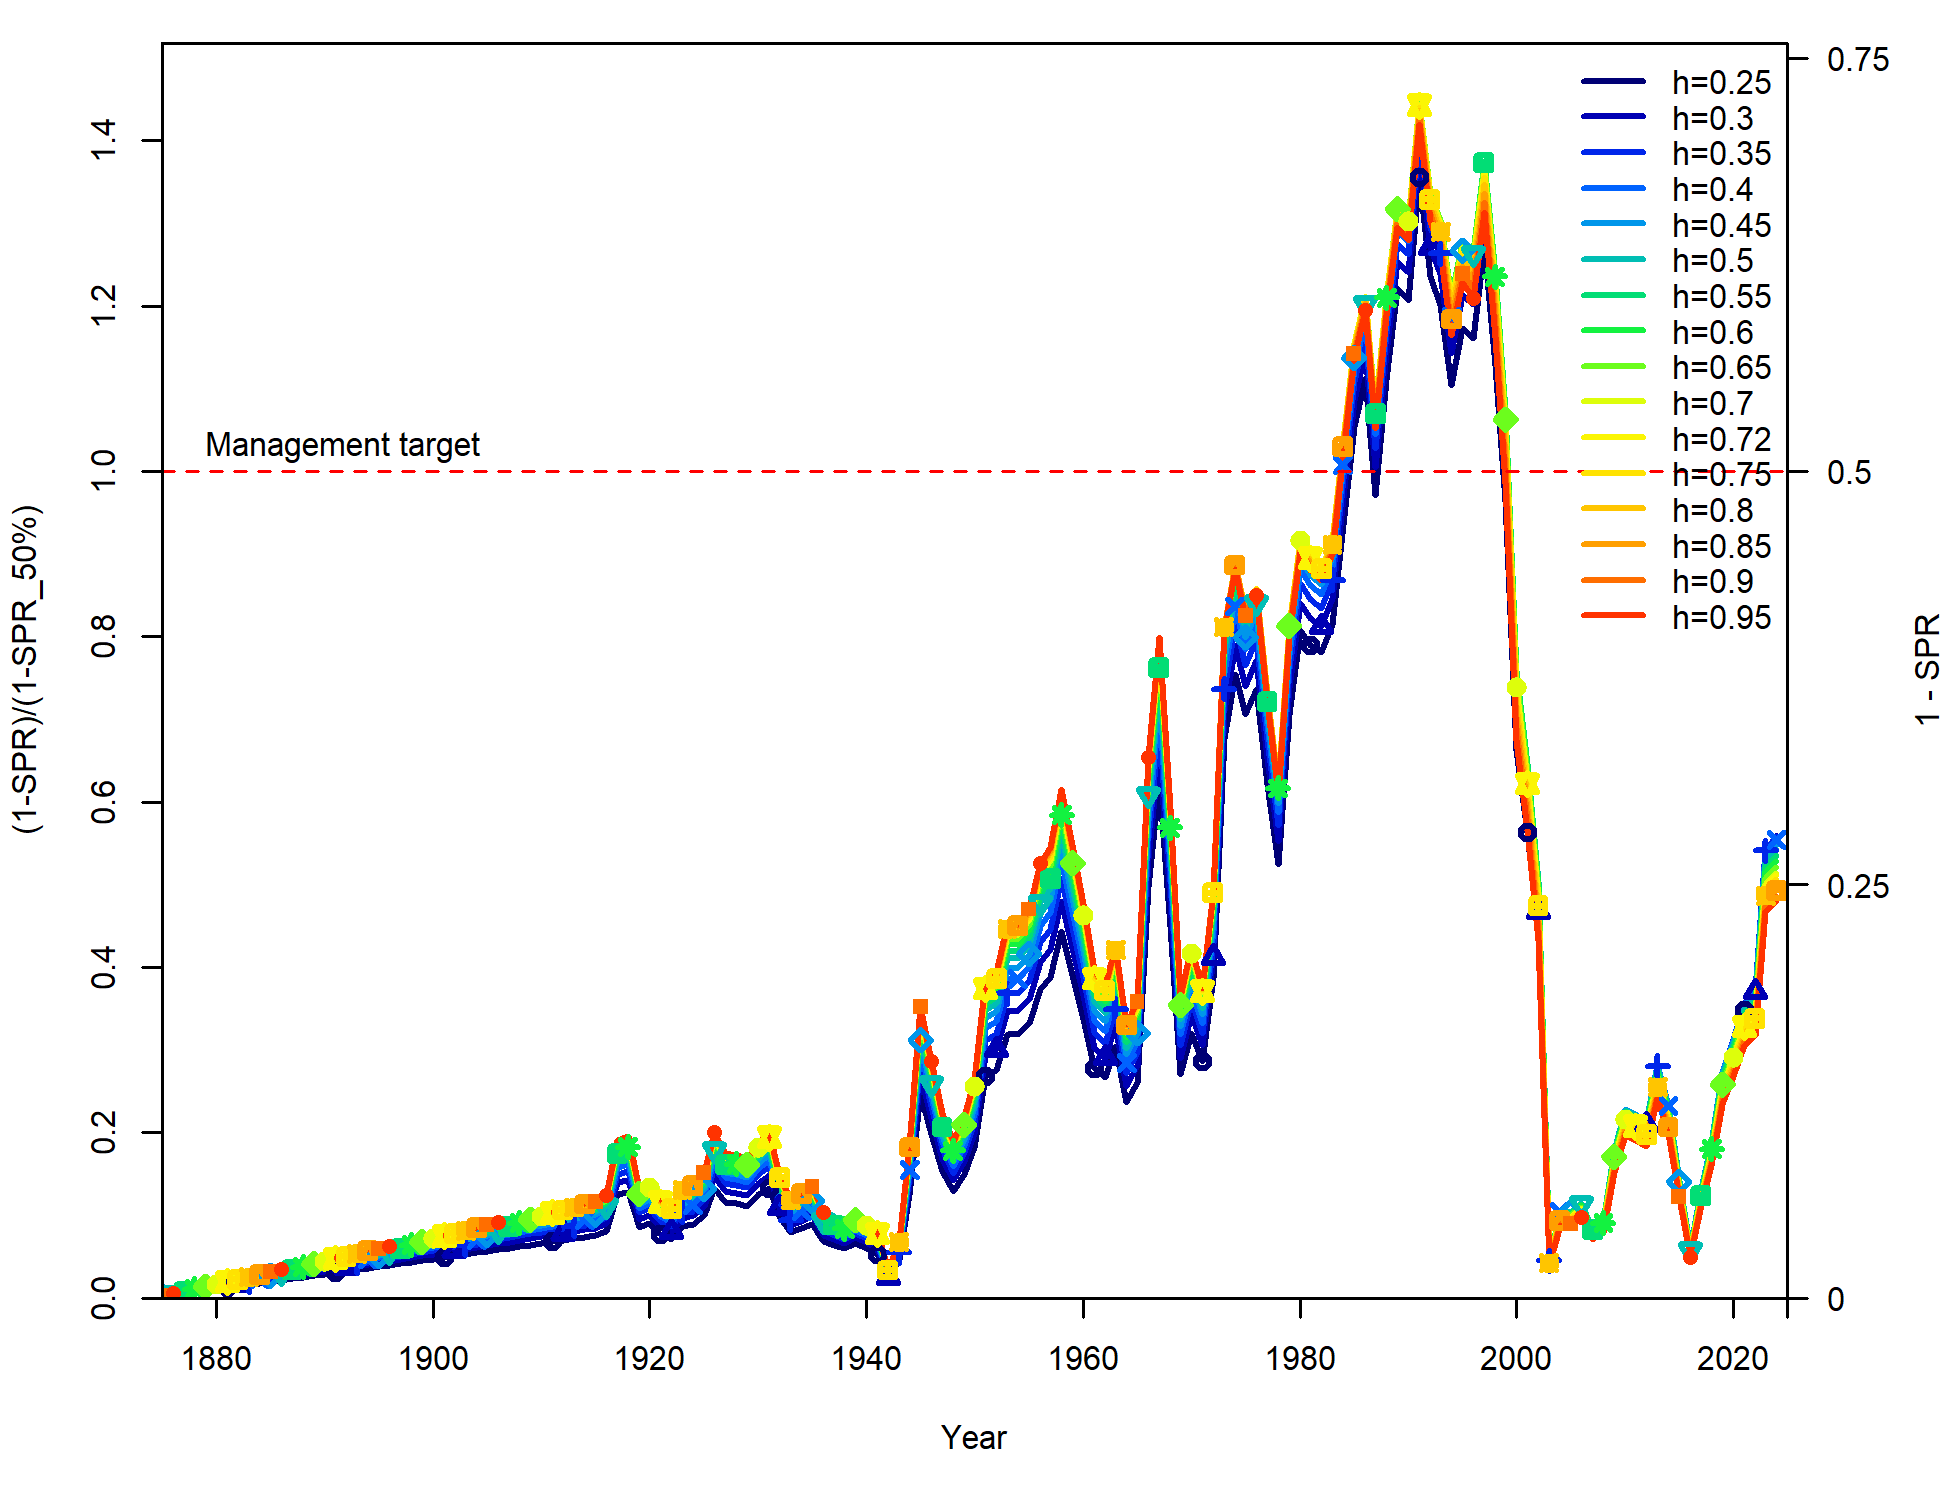 0.75
h=0.25
h=0.3
h=0.35
h=0.4
h=0.45
h=0.5
h=0.55
h=0.6
h=0.65
h=0.7
h=0.72
h=0.75
h=0.8
h=0.85
h=0.9
h=0.95
Management target
1.4
1.2
1.0
0.8
0.6
0.4
0.2
0.0
(1-SPR)/(1-SPR_50%)
0.5
0.25
0
1 - SPR
1880
1900
1920
1940
1960
1980
2000
2020
Year